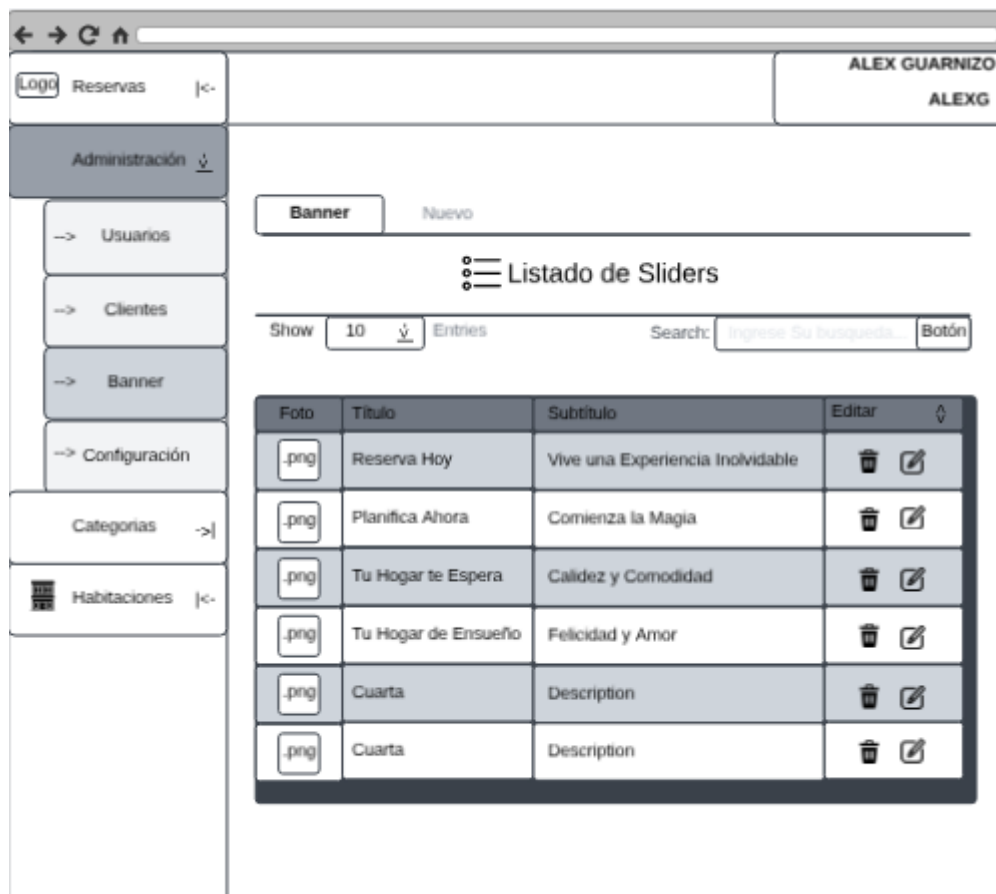 ALEX GUARNIZO
Logo Reservas |<-
ALEXG
Administración
--> Usuarios
--> Clientes
--> Banner
--> Configuración
Categorias ->|
Habitaciones |<-
Banner Nuevo
Listado de Sliders
Show 10 Entries Search: Ingrese Su busqueda... Botón
Foto Título Subtítulo Editar
.png Reserva Hoy Vive una Experiencia Inolvidable
.png Planifica Ahora Comienza la Magia
.png Tu Hogar te Espera Calidez y Comodidad
.png Tu Hogar de Ensueño Felicidad y Amor
.png Cuarta Description
.png Cuarta Description